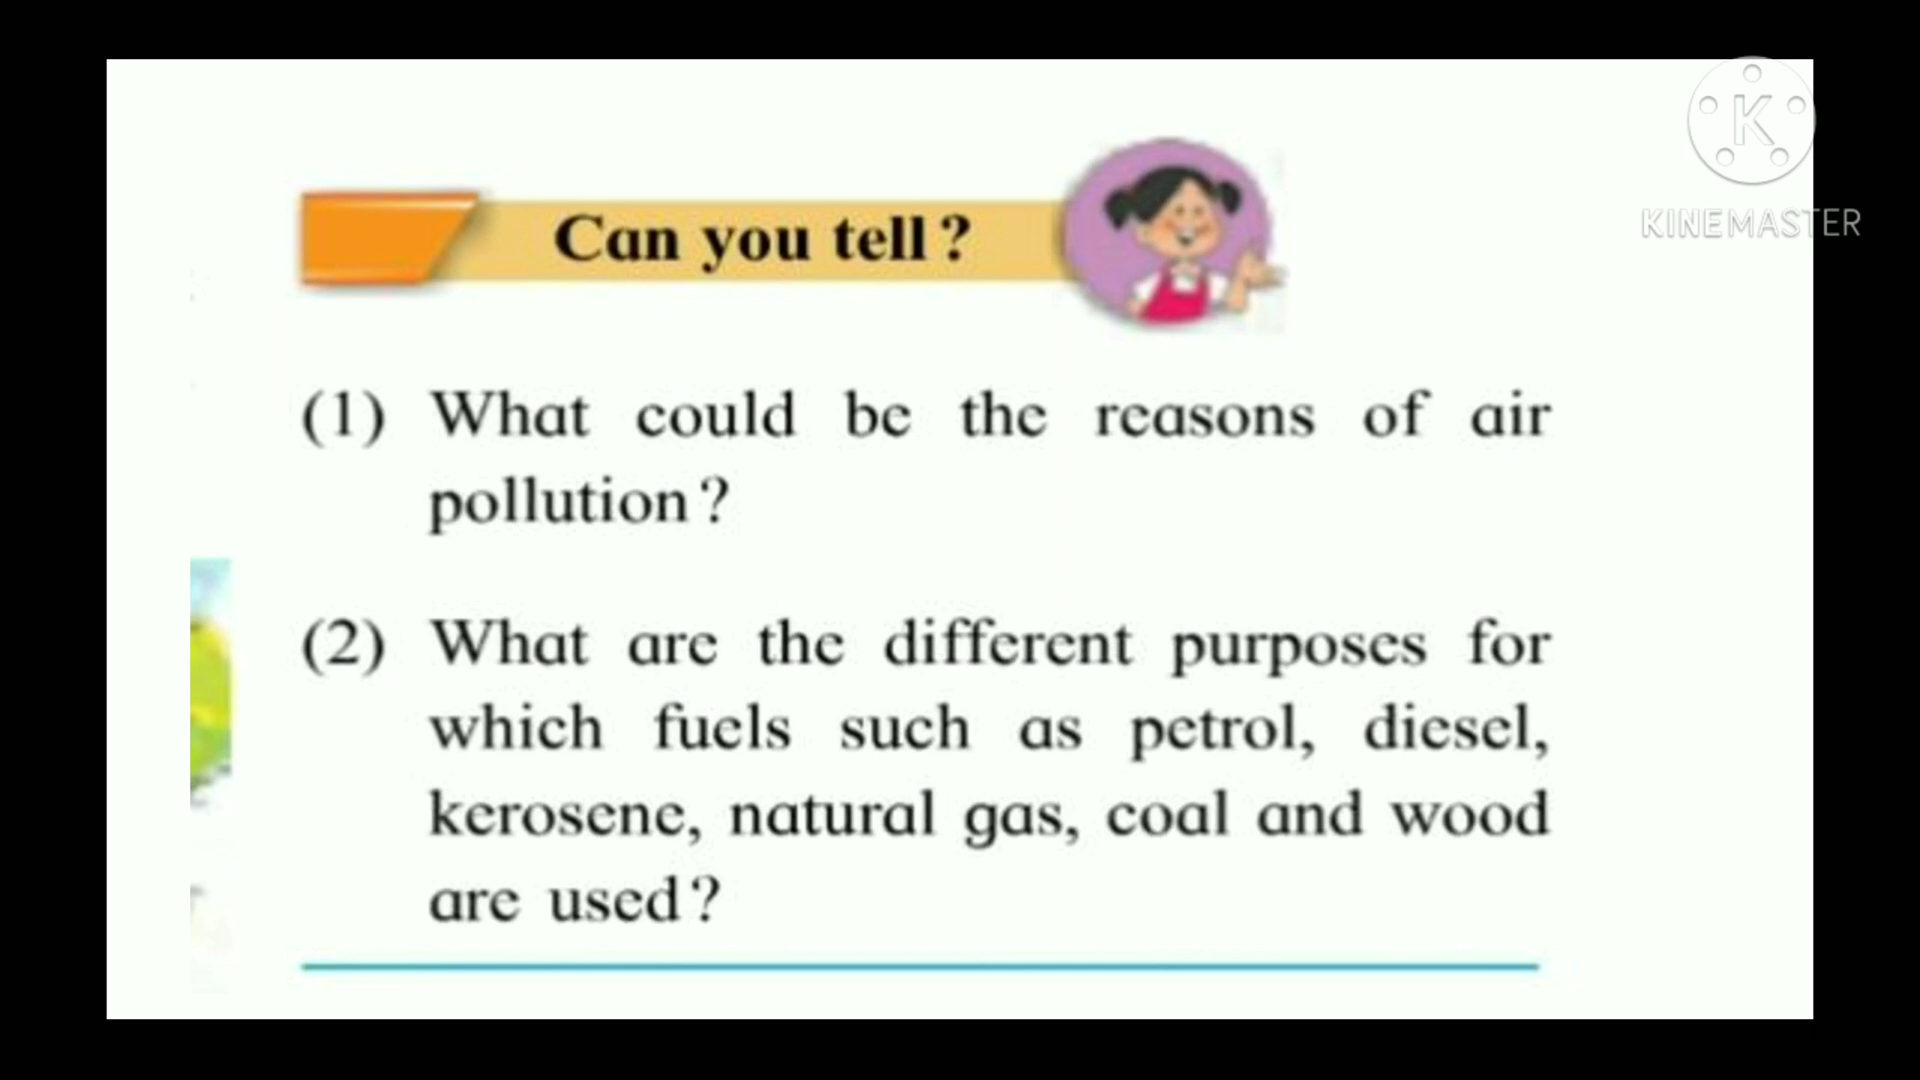 KINEMASTER
Can you tell?
(1) What could be the reasons of air
pollution?
(2) What are the different purposes for
which fuels such as petrol, diesel,
kerosene, natural gas, coal and wood
are used?